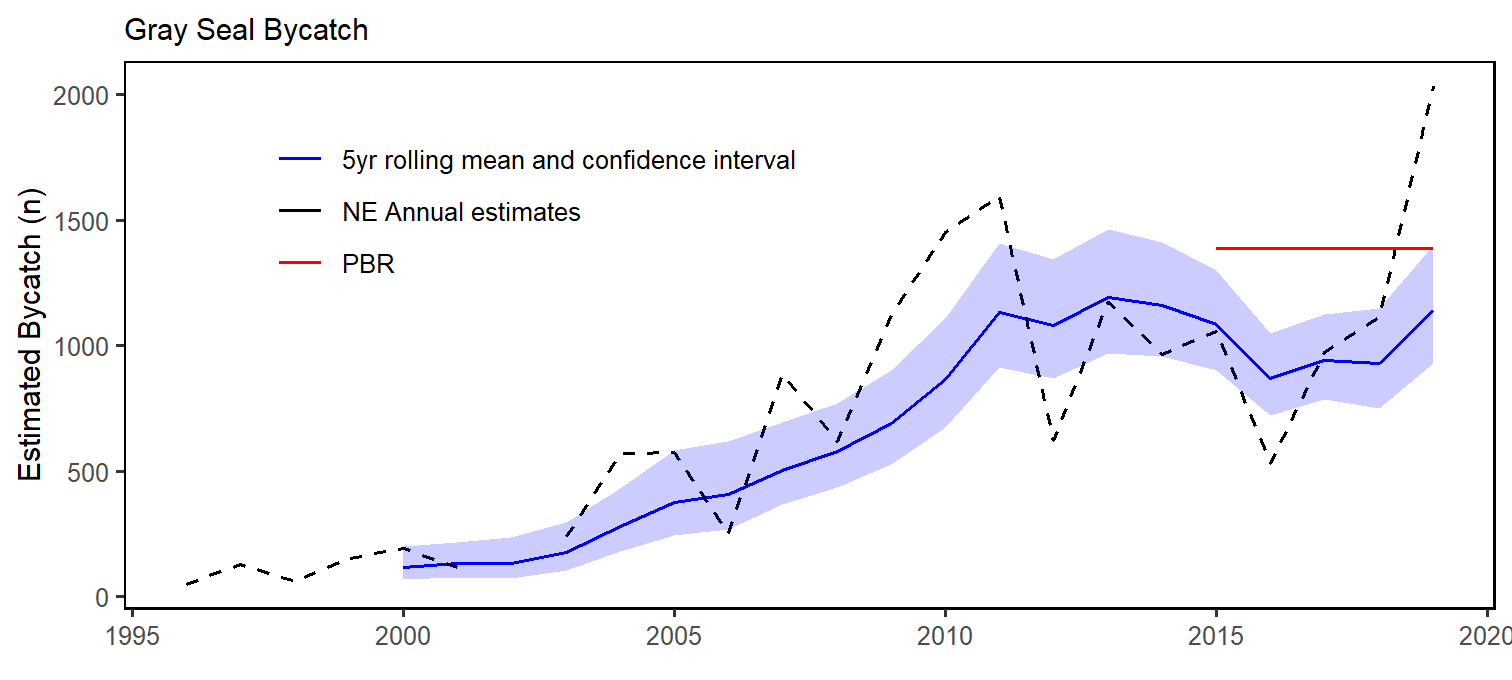 Gray Seal Bycatch
Estimated Bycatch (n)
2000
1500
1000
500
0
5yr rolling mean and confidence interval
NE Annual estimates
PBR
1995 2000 2005 2010 2015 2020